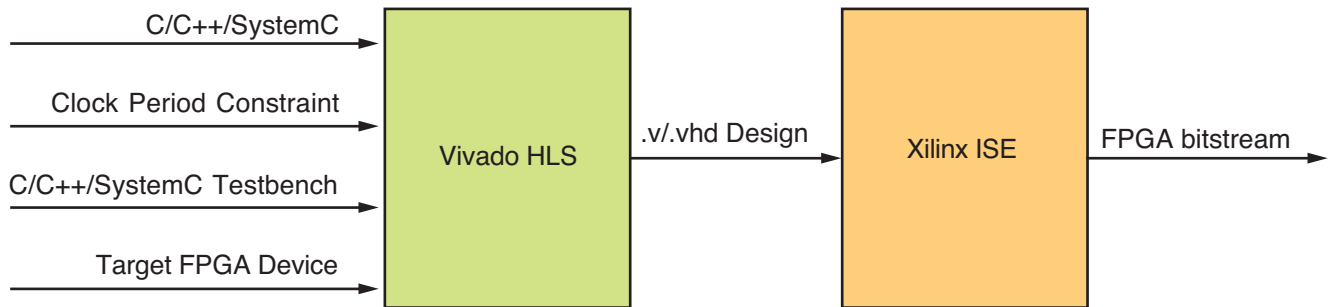 C/C++/SystemC
Clock Period Constraint
C/C++/SystemC Testbench
Target FPGA Device
Vivado HLS
.v/.vhd Design
Xilinx ISE
FPGA bitstream